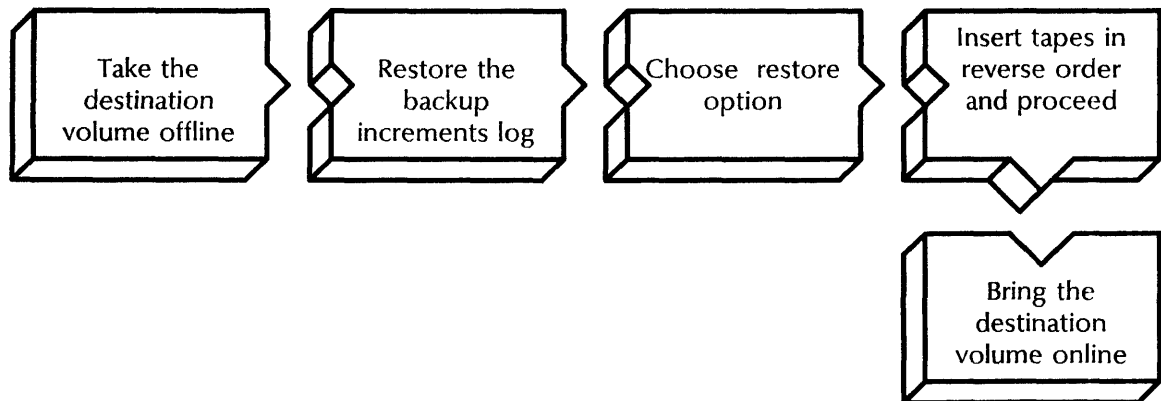 Take the
destination
volume offline
Restore the
backup
increments log
Choose restore
option
Insert tapes in
reverse order
and proceed
Bring the
destination
volume online